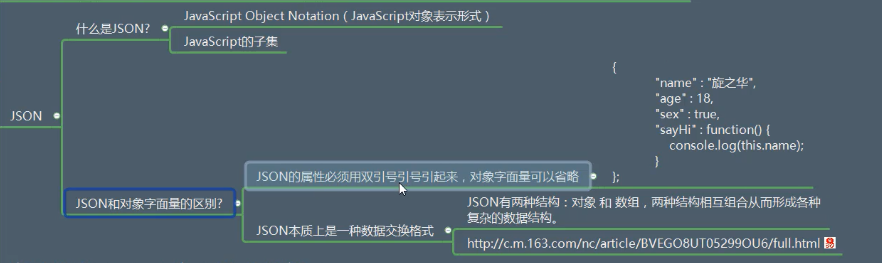 JSON
什么是JSON?
JavaScript Object Notation(JavaScript对象表示形式)
JavaScript的子集
JSON和对象字面量的区别?
JSON的属性必须用双引号引号引起来,对象字面量可以省略
{
"name" : "旋之华",
"age" : 18,
"sex" : true,
"sayHi" : function() {
console.log(this.name);
}
};
JSON本质上是一种数据交换格式
JSON有两种结构:对象 和 数组,两种结构相互组合从而形成各种
复杂的数据结构。
http://c.m.163.com/nc/article/BVEGO8UT05299OU6/full.html